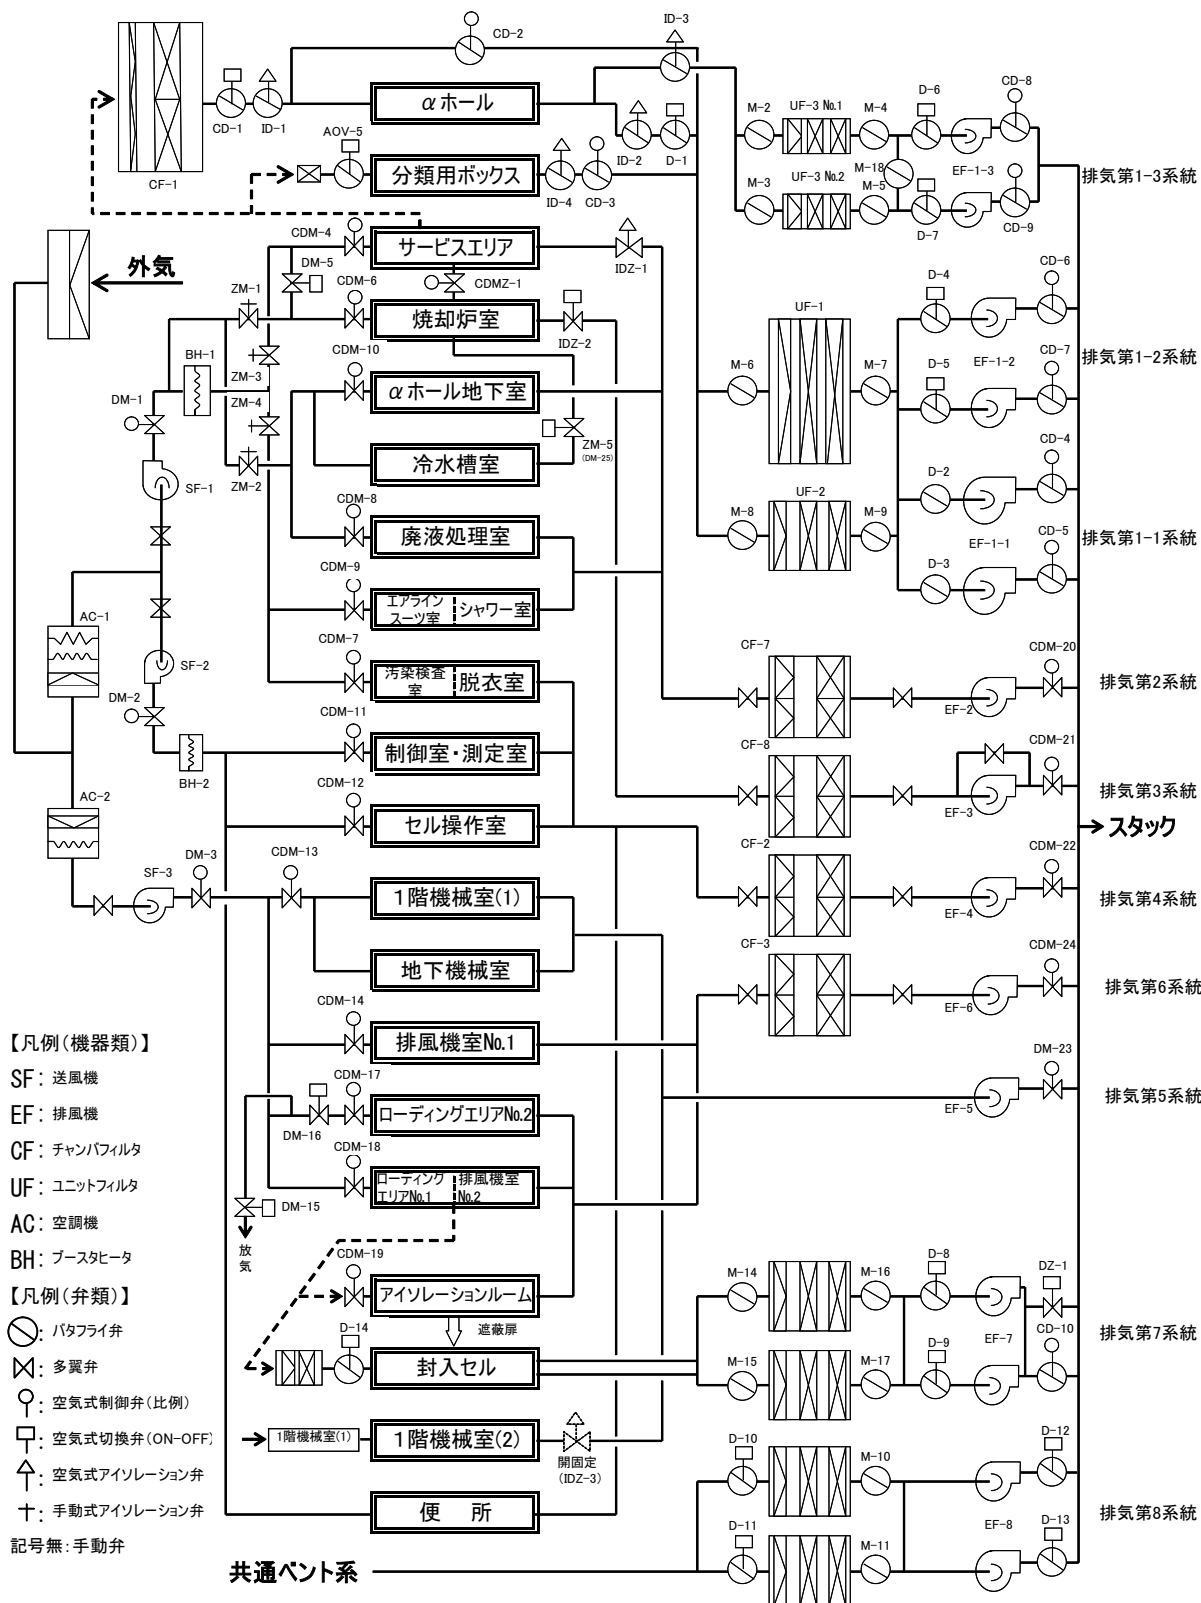 ID-3
CD-2
CD-1
ID-1
CF-1
αホール
AOV-5
ID-2
D-1
分類用ボックス
ID-4
CD-3
M-2
UF-3 No.1
M-4
D-6
CD-8
M-18
EF-1-3
M-3
UF-3 No.2
M-5
D-7
CD-9
排気第1-3系統
外気
CDM-4
サービスエリア
IDZ-1
DM-5
CDM-6
CDMZ-1
ZM-1
焼却炉室
IDZ-2
CDM-10
BH-1
ZM-3
ZM-4
αホール地下室
DM-1
冷水槽室
ZM-5
(DM-25)
SF-1
ZM-2
CDM-8
廃液処理室
CDM-9
エアライン
スーツ室
シャワー室
CDM-7
汚染検査
室
脱衣室
D-4
CD-6
UF-1
M-6
M-7
EF-1-2
排気第1-2系統
D-5
CD-7
D-2
CD-4
UF-2
M-8
M-9
EF-1-1
排気第1-1系統
D-3
CD-5
AC-1
SF-2
DM-2
BH-2
CDM-11
制御室・測定室
CDM-12
セル操作室
AC-2
SF-3
DM-3
CDM-13
1階機械室(1)
地下機械室
CDM-14
排風機室No.1
CF-7
EF-2
CDM-20
排気第2系統
CF-8
EF-3
CDM-21
排気第3系統
スタック
CF-2
EF-4
CDM-22
排気第4系統
CF-3
EF-6
CDM-24
排気第6系統
EF-5
DM-23
排気第5系統
CDM-17
DM-16
ローディングエリアNo.2
CDM-18
ローディング
エリアNo.1
排風機室
No.2
DM-15
放
気
CDM-19
アイソレーションルーム
遮蔽扉
D-14
封入セル
1階機械室(1)
1階機械室(2)
開固定
(IDZ-3)
便 所
共通ベント系
M-14
M-16
D-8
DZ-1
EF-7
排気第7系統
M-15
M-17
D-9
CD-10
D-10
M-10
D-12
EF-8
排気第8系統
D-11
M-11
D-13
【凡例(機器類)】
SF: 送風機
EF: 排風機
CF: チャンバフィルタ
UF: ユニットフィルタ
AC: 空調機
BH: ブースタヒータ
【凡例(弁類)】
: バタフライ弁
: 多翼弁
: 空気式制御弁(比例)
: 空気式切換弁(ON-OFF)
: 空気式アイソレーション弁
: 手動式アイソレーション弁
記号無:手動弁